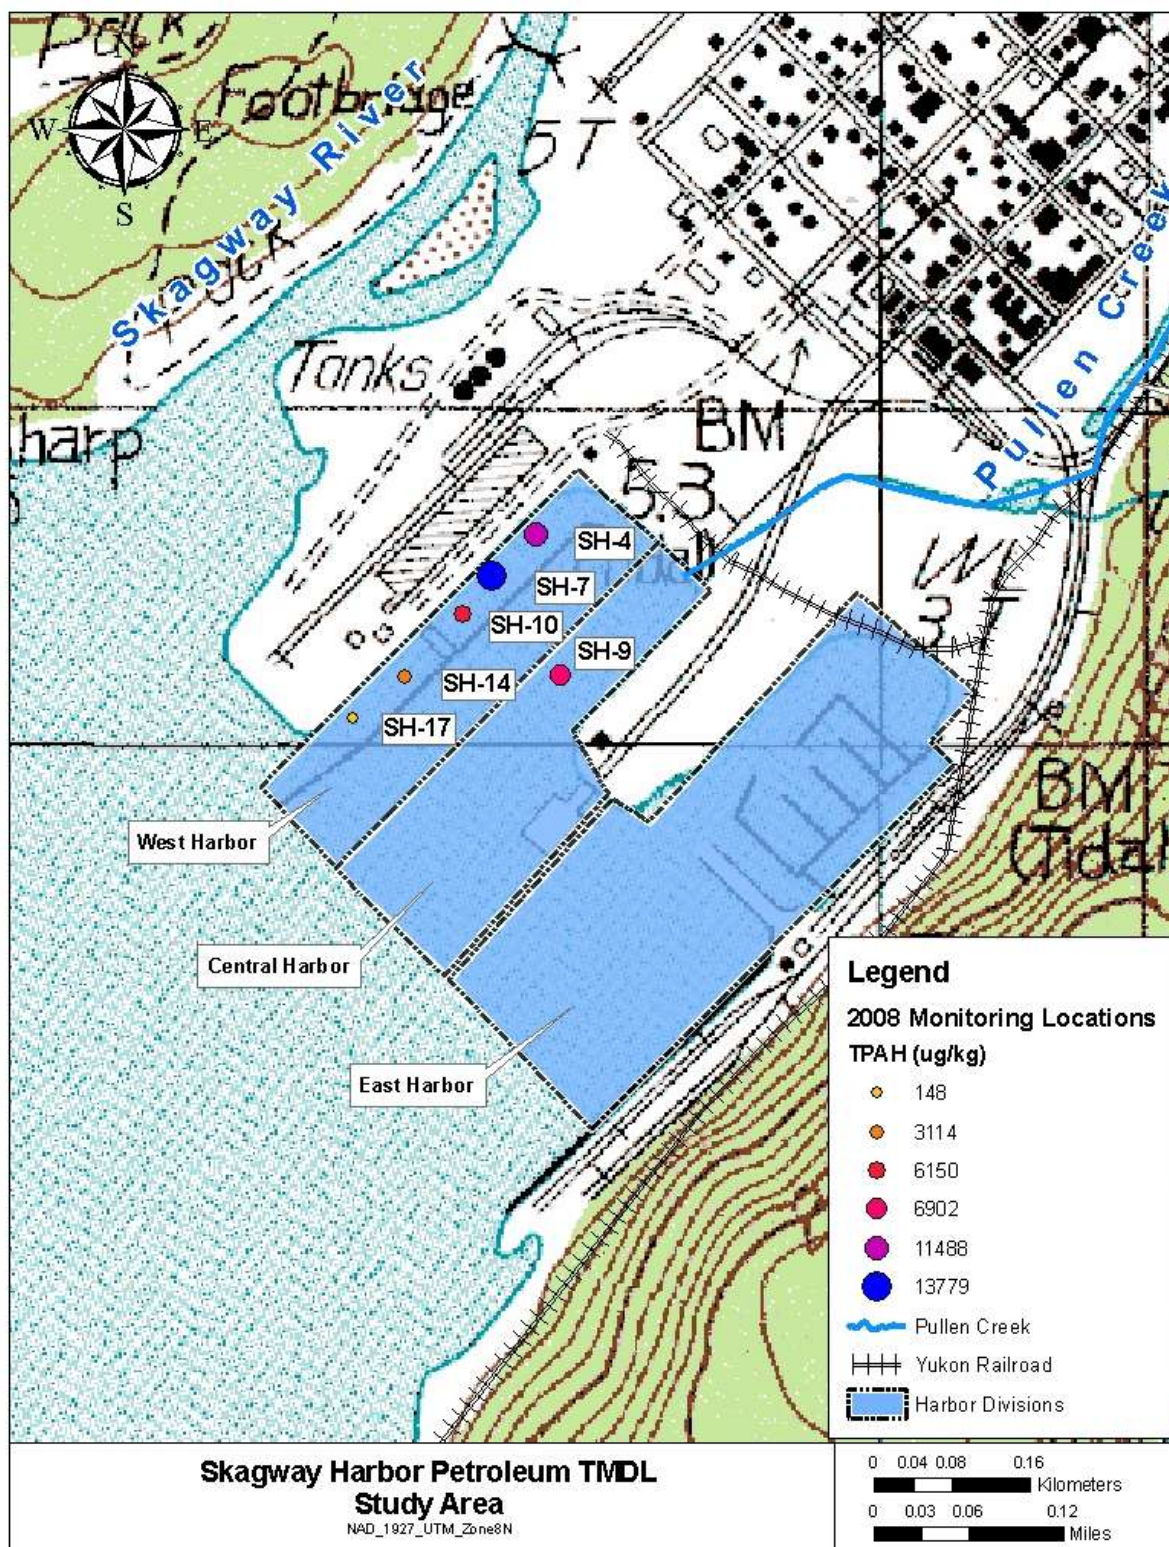 N
W
E
S
Footbridge
Skagway River
5 T
Tanks
harp
BM
5.3
Pullen Creek
SH-4
SH-7
SH-10
SH-9
SH-14
SH-17
West Harbor
Central Harbor
East Harbor
BM
Legend
2008 Monitoring Locations
TPAH (ug/kg)
148
3114
6150
6902
11488
13779
Pullen Creek
Yukon Railroad
Harbor Divisions
Skagway Harbor Petroleum TMDL
Study Area
NAD_1927_UTM_Zone8N
0 0.04 0.08 0.16
Kilometers
0 0.03 0.06 0.12
Miles